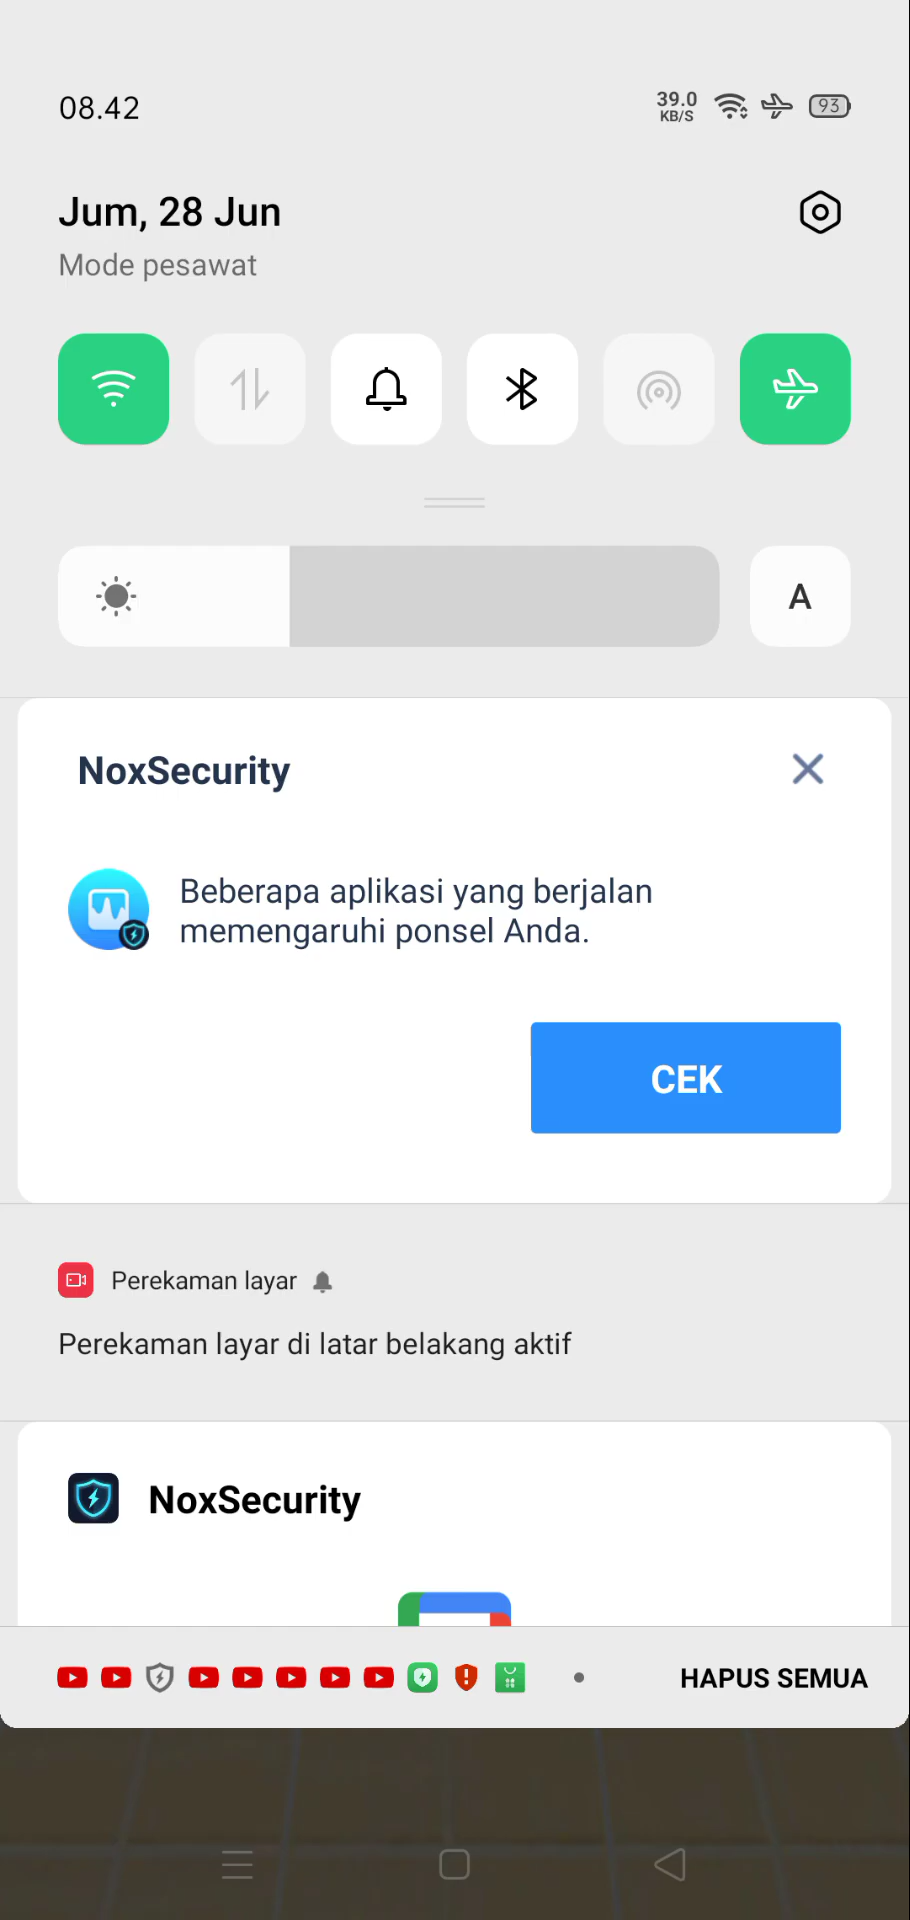 08.42
39.0
KB/S
93
Jum, 28 Jun
Mode pesawat
A
NoxSecurity
Beberapa aplikasi yang berjalan
memengaruhi ponsel Anda.
CEK
Perekaman layar
Perekaman layar di latar belakang aktif
NoxSecurity
HAPUS SEMUA